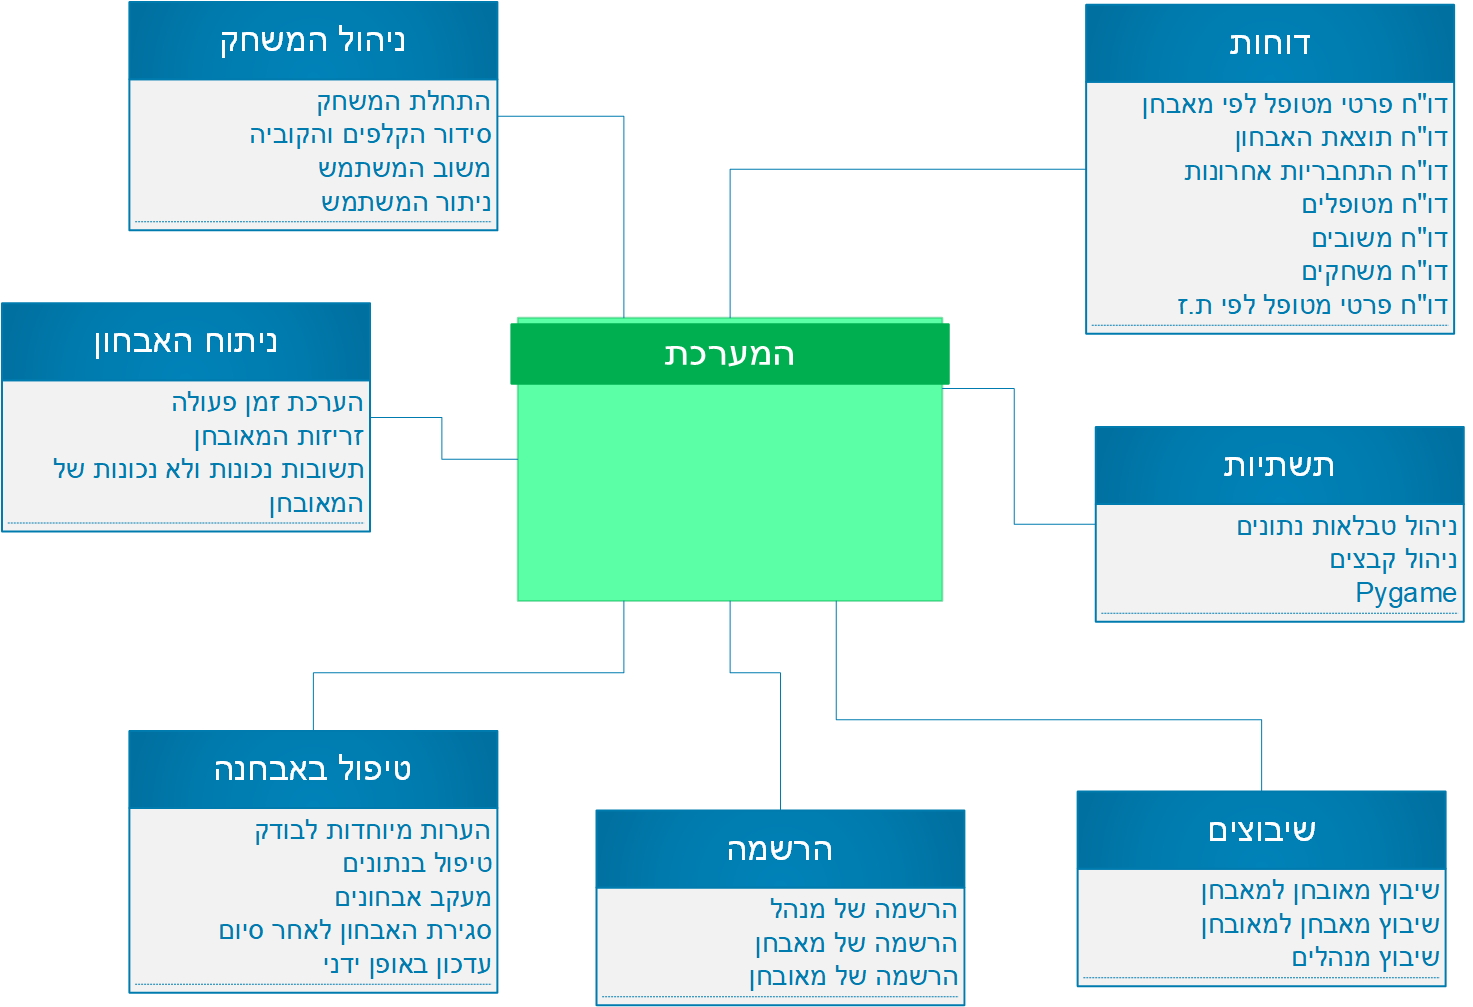 ניהול המשחק
התחלת המשחק
סידור הקלפים והקוביה
משוב המשתמש
ניתור המשתמש
דוחות
דו"ח פרטי מטופל לפי מאבחן
דו"ח תוצאת האבחון
דו"ח התחבריות אחרונות
דו"ח מטופלים
דו"ח משובים
דו"ח משחקים
דו"ח פרטי מטופל לפי ת.ז
ניתוח האבחון
הערכת זמן פעולה
זריזות המאובחן
תשובות נכונות ולא נכונות של
המאובחן
המערכת
תשתיות
ניהול טבלאות נתונים
ניהול קבצים
Pygame
טיפול באבחנה
הערות מיוחדות לבודק
טיפול בנתונים
מעקב אבחונים
סגירת האבחון לאחר סיום
עדכון באופן ידני
הרשמה
הרשמה של מנהל
הרשמה של מאבחן
הרשמה של מאובחן
שיבוצים
שיבוץ מאובחן למאבחן
שיבוץ מאבחן למאובחן
שיבוץ מנהלים